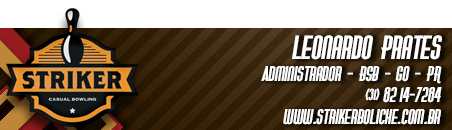 STRIKER
CASUAL BOWLING
LEONARDO PRATES
ADMINISTRADOR - BSB - GO - PR
(31) 8214-7284
WWW.STRIKERBOLICHE.COM.BR